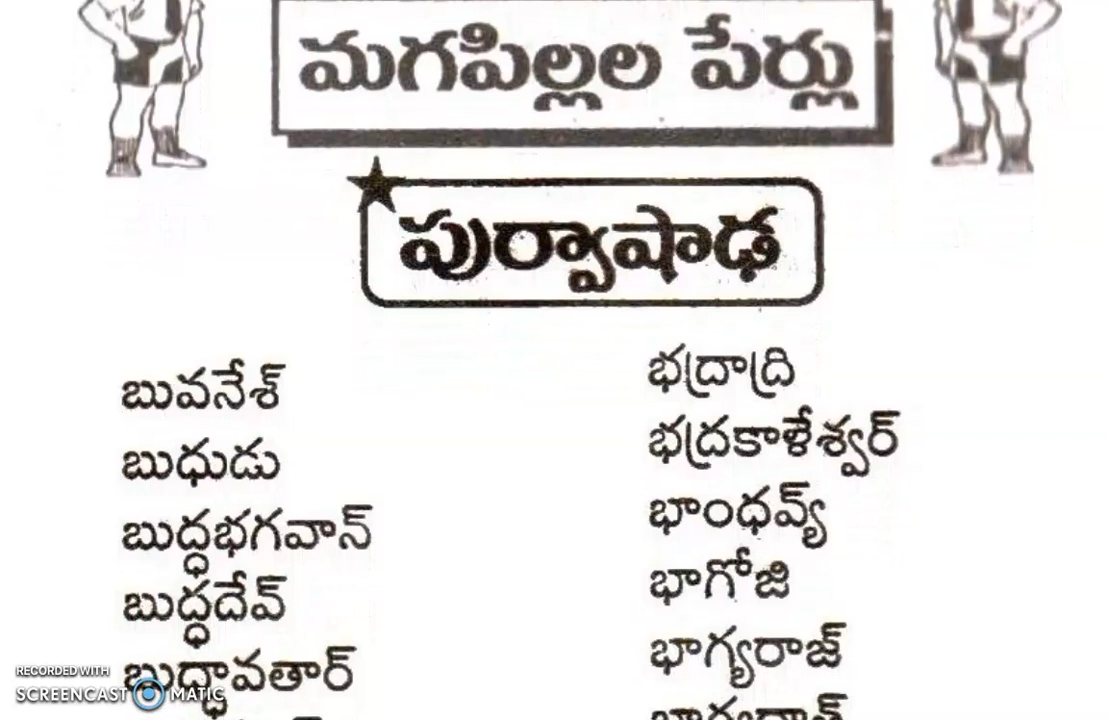 మగపిల్లల పేర్లు
పుర్వాషాఢ
బువనేశ్
బుధుడు
బుద్ధభగవాన్
బుద్ధదేవ్
బుద్ధావతార్
భద్రాద్రి
భద్రకాళేశ్వర్
భాంధవ్య్
భాగోజి
భాగ్యరాజ్
RECORDED WITH
SCREENCAST MATIC